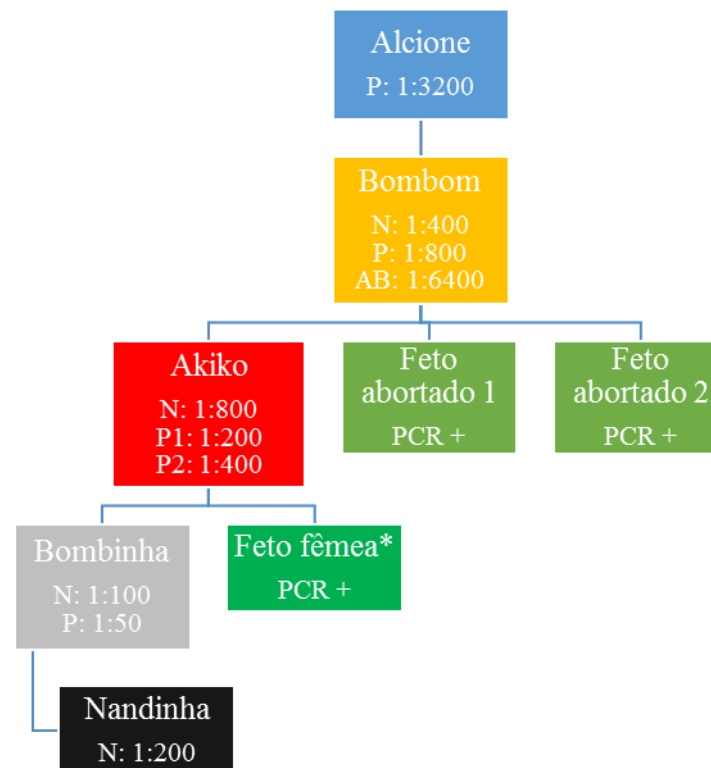 Alcione
P: 1:3200
Bombom
N: 1:400
P: 1:800
AB: 1:6400
Akiko
N: 1:800
P1: 1:200
P2: 1:400
Feto
abortado 1
PCR +
Feto
abortado 2
PCR +
Bombinha
N: 1:100
P: 1:50
Feto fêmea*
PCR +
Nandinha
N: 1:200